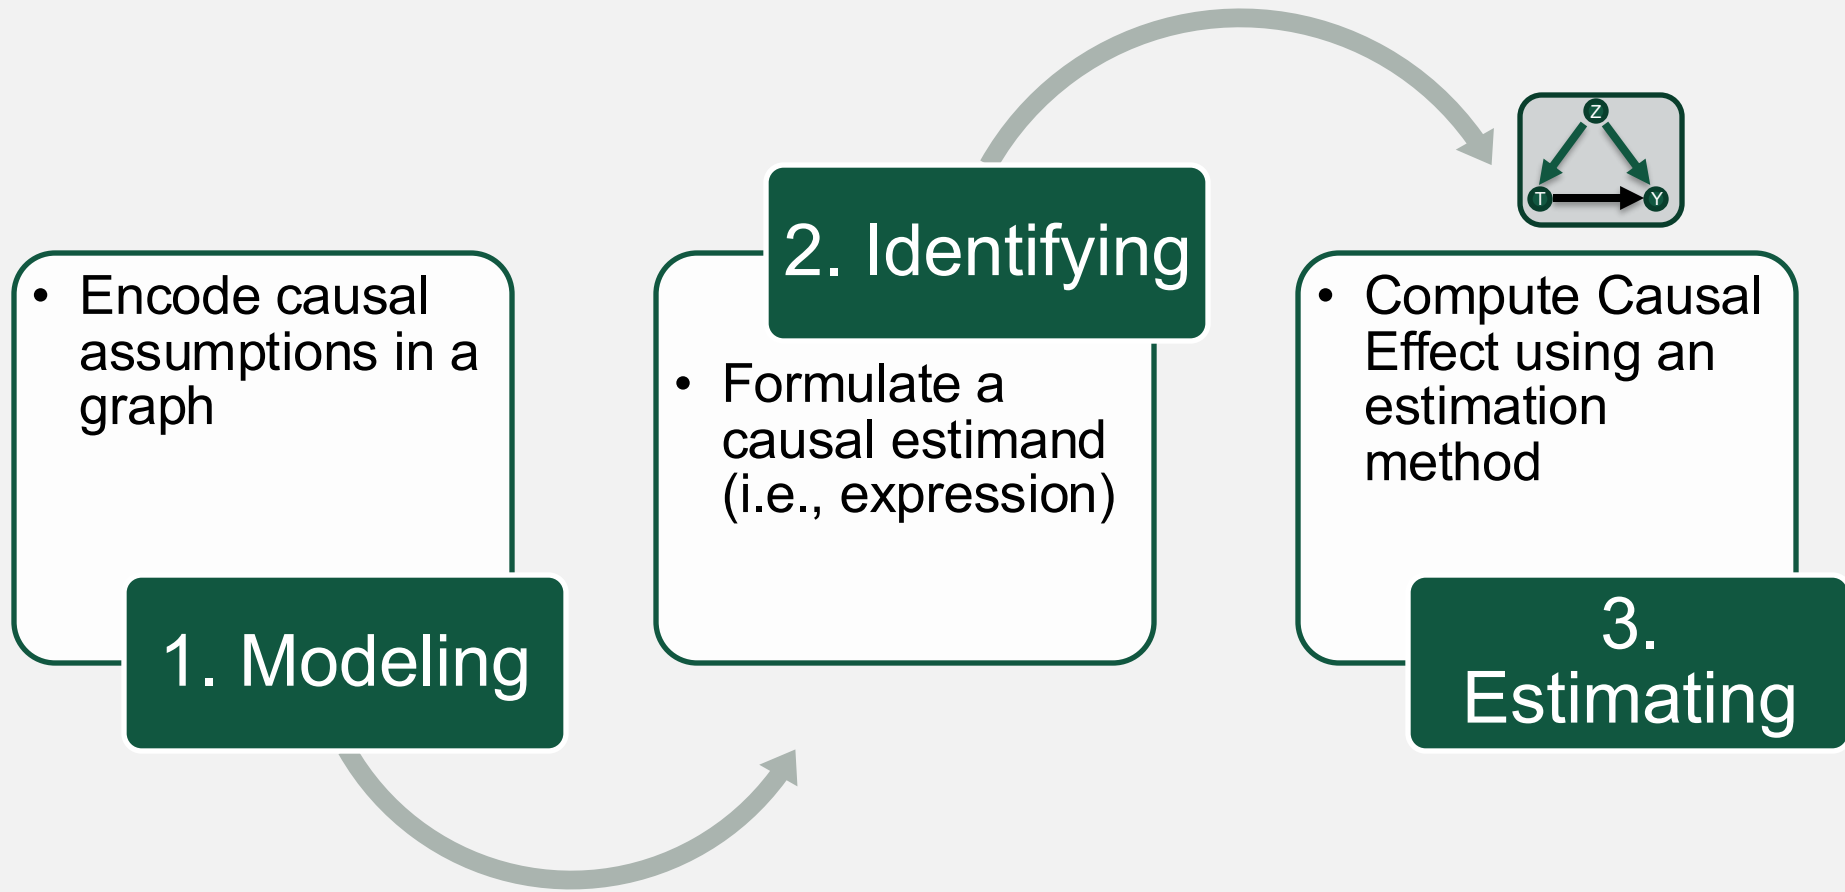 • Encode causal
assumptions in a
graph
1. Modeling
2. Identifying
• Formulate a
causal estimand
(i.e., expression)
Z
T
Y
• Compute Causal
Effect using an
estimation
method
3.
Estimating